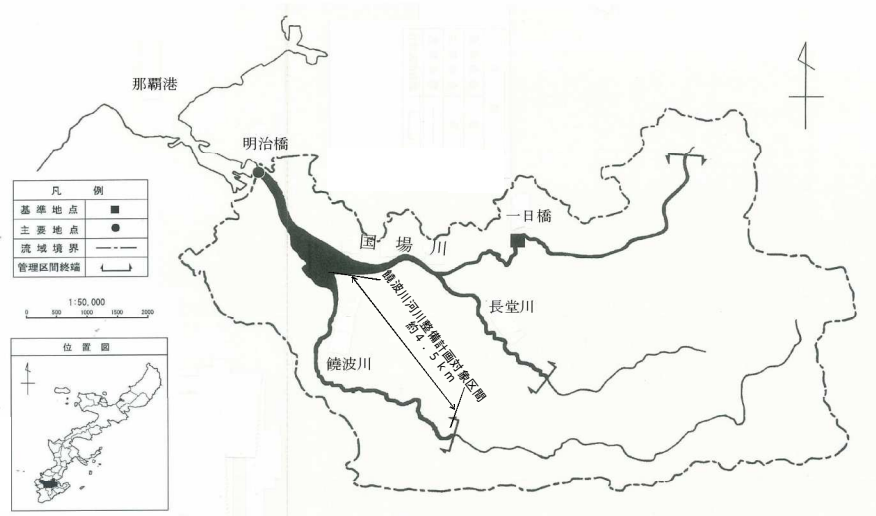 那覇港
明治橋
凡 例
基 準 地 点
主 要 地 点
流 域 境 界
管理区間終端
1:50,000
1000 0 1000 2000
位 置 図
国 場 川
一日橋
長堂川
饒波川
饒波川河川整備計画対象区間
約4.5km